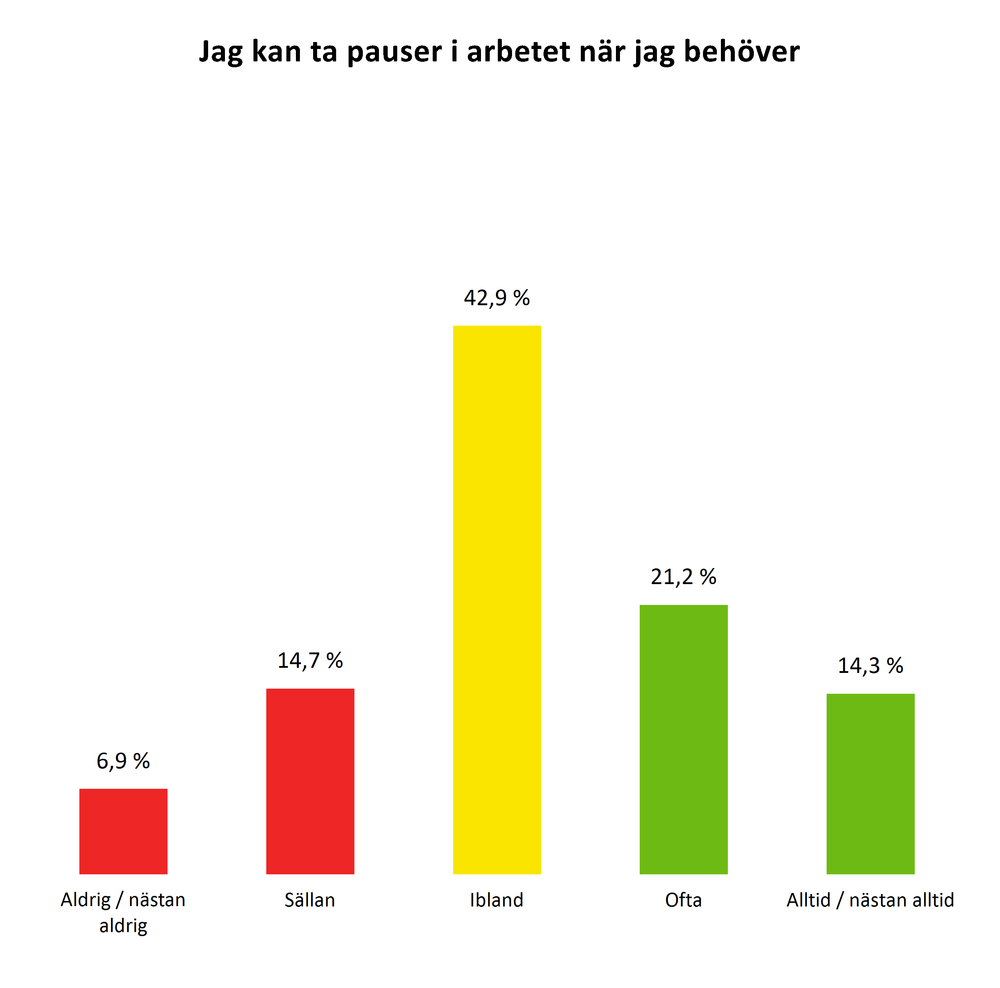 Jag kan ta pauser i arbetet när jag behöver
42,9 %
21,2 %
14,7 %
14,3 %
6,9 %
Aldrig / nästan
aldrig
Sällan
Ibland
Ofta
Alltid / nästan alltid